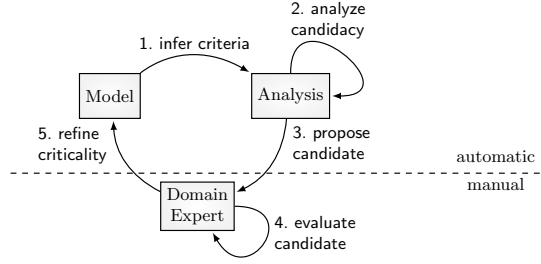 2. analyze
candidacy
1. infer criteria
Model
Analysis
5. refine
criticality
3. propose
candidate
automatic
manual
Domain
Expert
4. evaluate
candidate